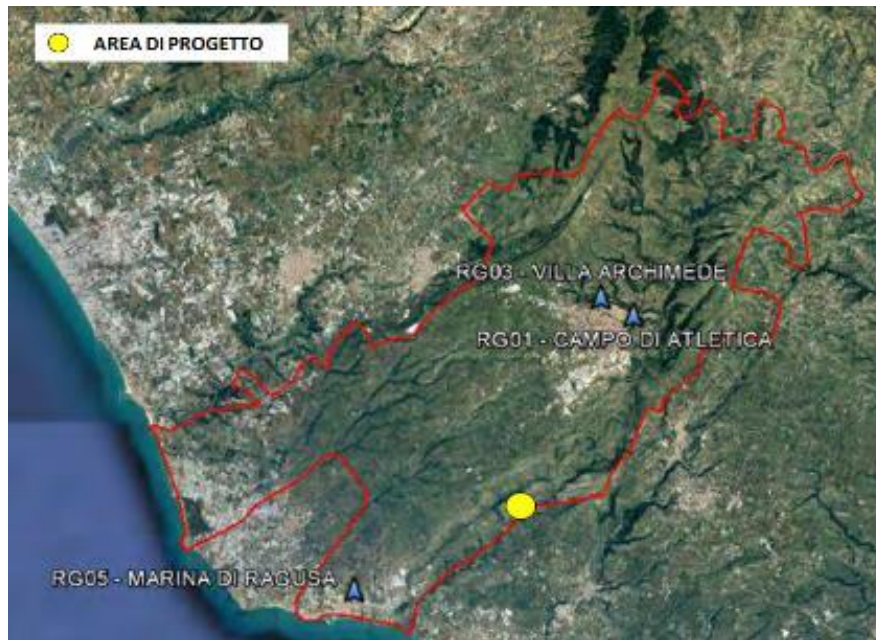 AREA DI PROGETTO
RG03 - VILLA ARCHIMEDE
RG01 - CAMPO DI ATLETICA
RG05 - MARINA DI RAGUSA